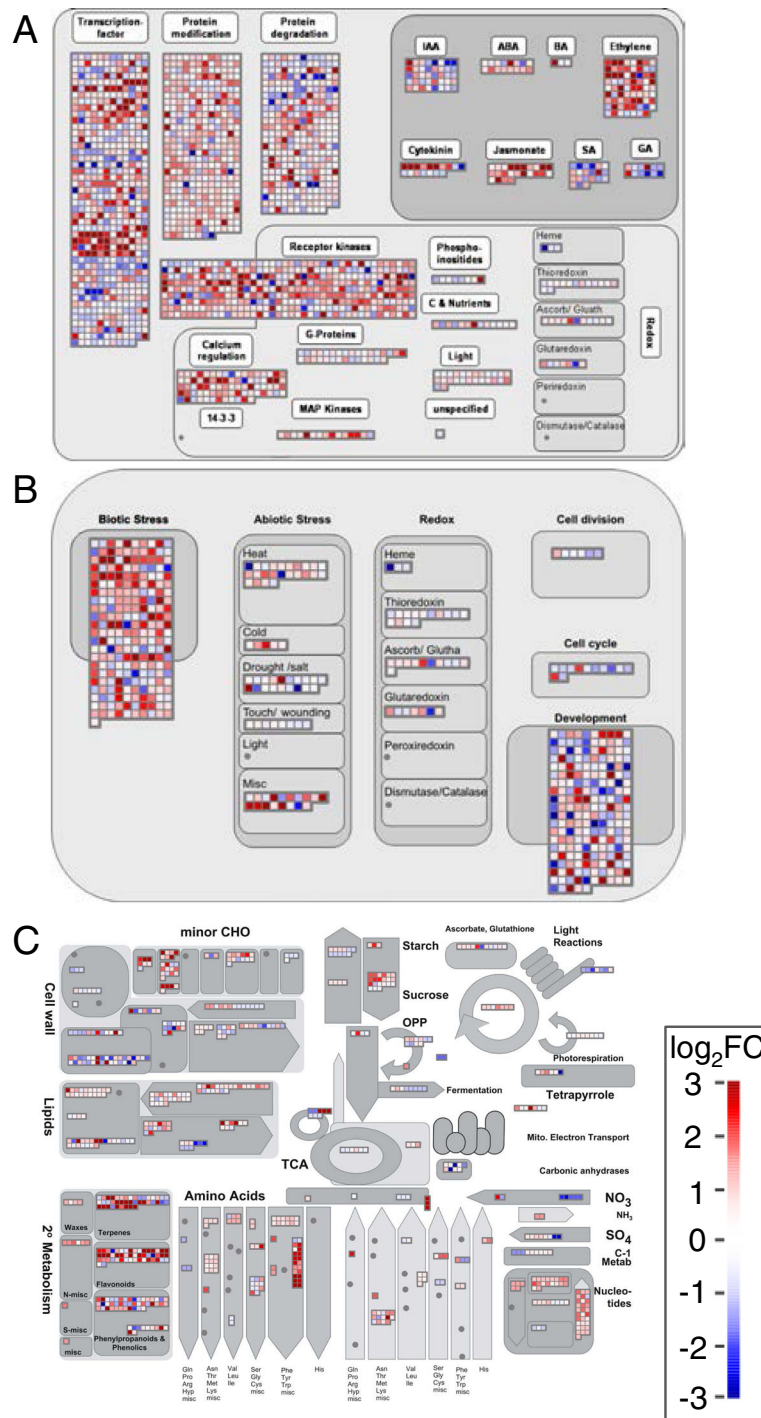 A
Transcription-
factor
Protein
modification
Protein
degradation
IAA
ABA
BA
Ethylene
Cytokinin
Jasmonate
SA
GA
Receptor kinases
Phospho-
inositides
C & Nutrients
G-Proteins
Calcium
regulation
Light
14-3-3
MAP Kinases
unspecified
Heme
Thioredoxin
Ascorb/ Gluath
Glutaredoxin
Periredoxin
Dismutase/Catalase
Redox
B
Biotic Stress
Abiotic Stress
Redox
Cell division
Heat
Heme
Thioredoxin
Cold
Ascorb/ Glutha
Cell cycle
Drought /salt
Glutaredoxin
Touch/ wounding
Development
Light
Peroxiredoxin
Misc
Dismutase/Catalase
C
minor CHO
Starch
Ascorbate, Glutathione
Light
Reactions
Cell wall
Sucrose
OPP
Photorespiration
Lipids
Fermentation
Tetrapyrrole
TCA
Mito. Electron Transport
Carbonic anhydrases
2º Metabolism
Amino Acids
NO3
Waxes
Terpenes
NH3
SO4
C-1
Metab
N-misc
Flavonoids
Nucleo-
tides
S-misc
Phenylpropanoids &
Phenolics
misc
Gln
Pro
Arg
Hyp
misc
Asn
Thr
Met
Lys
misc
Val
Leu
Ile
Ser
Gly
Cys
misc
Phe
Tyr
Trp
misc
His
Gln
Pro
Arg
Hyp
misc
Asn
Thr
Met
Lys
misc
Val
Leu
Ile
Ser
Gly
Cys
misc
Phe
Tyr
Trp
misc
His
log2FC
3
2
1
0
-1
-2
-3